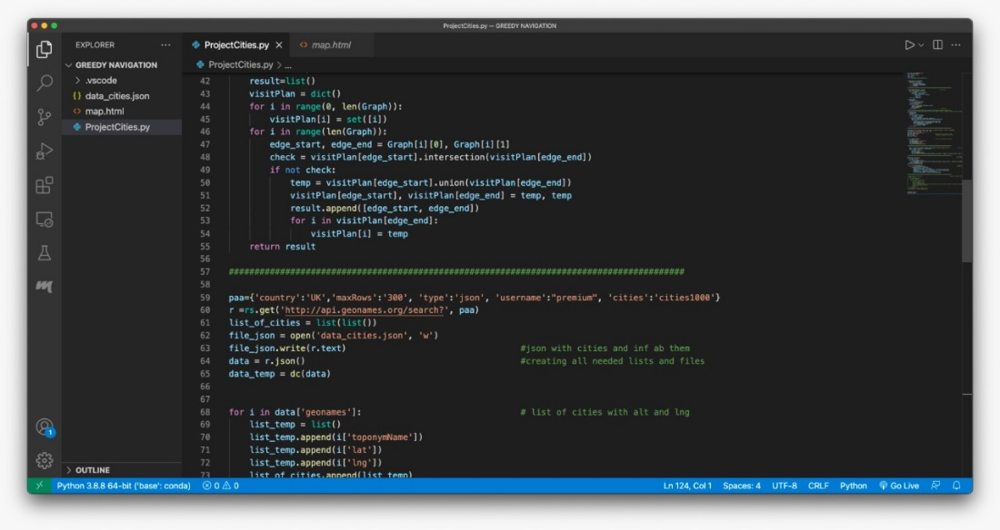 ProjectCities.py — GREEDY NAVIGATION
EXPLORER
ProjectCities.py
map.html
GREEDY NAVIGATION
ProjectCities.py > ...
.vscode
data_cities.json
map.html
ProjectCities.py
42 result=list()
43 visitPlan = dict()
44 for i in range(0, len(Graph)):
45 visitPlan[i] = set([i])
46 for i in range(len(Graph)):
47 edge_start, edge_end = Graph[i][0], Graph[i][1]
48 check = visitPlan[edge_start].intersection(visitPlan[edge_end])
49 if not check:
50 temp = visitPlan[edge_start].union(visitPlan[edge_end])
51 visitPlan[edge_start], visitPlan[edge_end] = temp, temp
52 result.append([edge_start, edge_end])
53 for i in visitPlan[edge_end]:
54 visitPlan[i] = temp
55 return result
56
57 #########################################################################################
58
59 paa={'country':'UK','maxRows':'300', 'type':'json', 'username':"premium", 'cities':'cities1000'}
60 r =rs.get('http://api.geonames.org/search?', paa)
61 list_of_cities = list(list())
62 file_json = open('data_cities.json', 'w')
63 file_json.write(r.text) #json with cities and inf ab them
64 data = r.json() #creating all needed lists and files
65 data_temp = dc(data)
66
67
68 for i in data['geonames']: # list of cities with alt and lng
69 list_temp = list()
70 list_temp.append(i['toponymName'])
71 list_temp.append(i['lat'])
72 list_temp.append(i['lng'])
73 list_of_cities.append(list_temp)
1
OUTLINE
Python 3.8.8 64-bit ('base': conda) 0 0 Ln 124, Col 1 Spaces: 4 UTF-8 CRLF Python Go Live